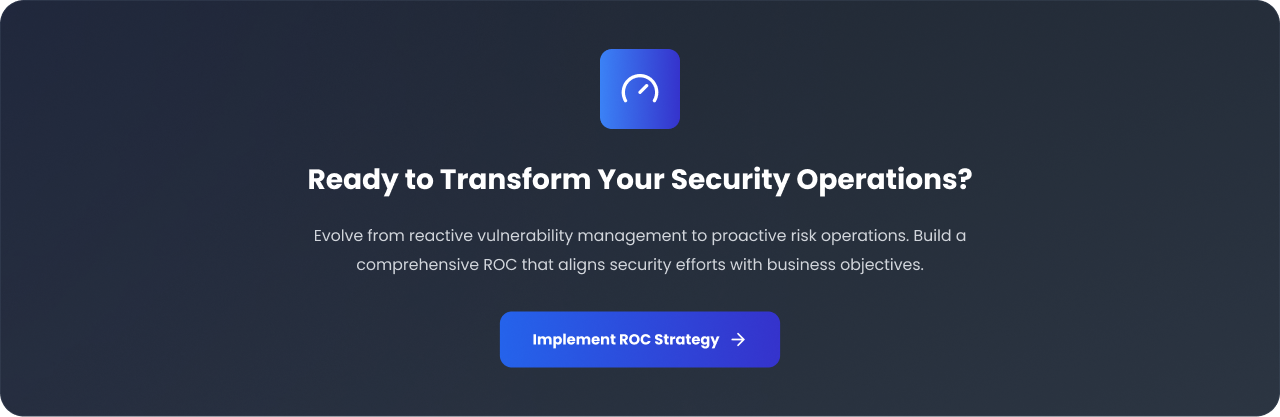 Ready to Transform Your Security Operations?
Evolve from reactive vulnerability management to proactive risk operations. Build a
comprehensive ROC that aligns security efforts with business objectives.
Implement ROC Strategy